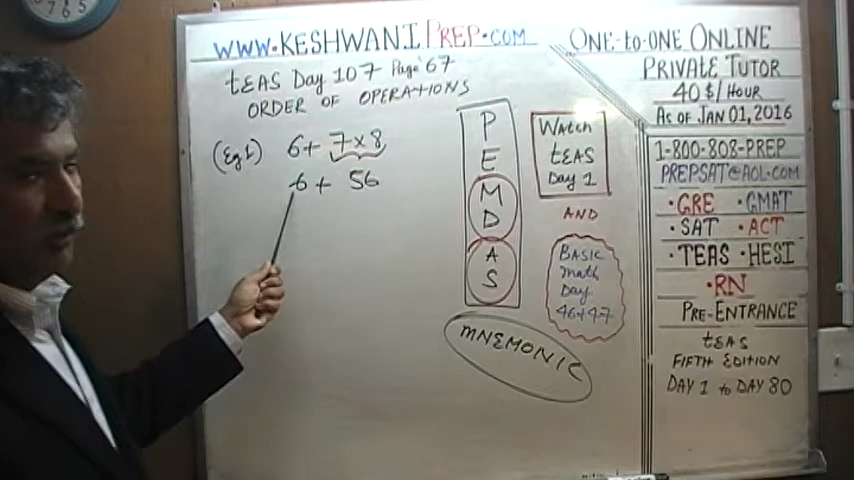 www.KESHWANIPREP.COM
tEAS Day 107 Page 67
ORDER OF OPERATIONS
(Eg 1) 6+ 7×8
6+ 56
P
E
M
D
A
S
MNEMONIC
Watch
tEAS
Day 1
AND
BASIC
math
Day
46+47
ONE-to-ONE ONLINE
PRIVATE TUTOR
40$/HOUR
As of JAN 01, 2016
1-800-808-PREP
PREPSAT@AOL.COM
•GRE •GMAT
•SAT •ACT
•TEAS •HESI
•RN
PRE-ENTRANCE
tEAS
FIFTH EDITION
DAY 1 to DAY 80